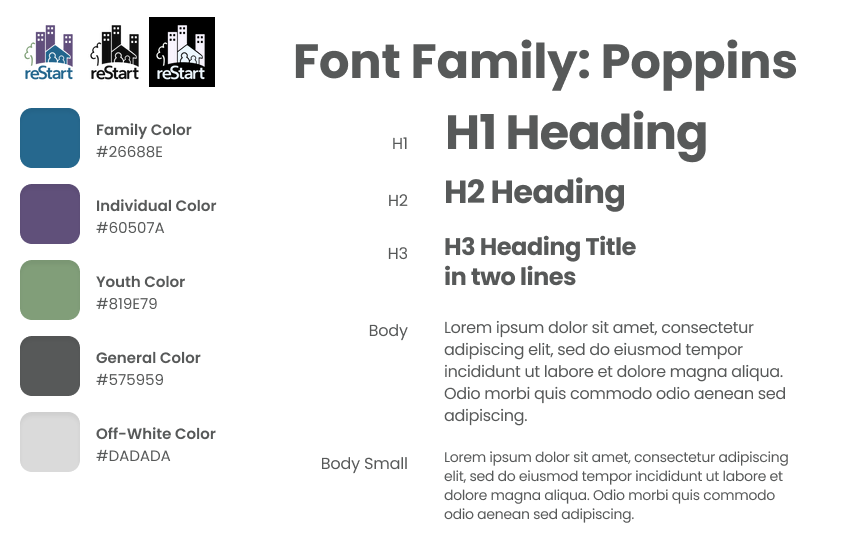 reStart
reStart
reStart
Family Color
#26688E
Individual Color
#60507A
Youth Color
#819E79
General Color
#575959
Off-White Color
#DADADA
Font Family: Poppins
H1
H1 Heading
H2
H2 Heading
H3
H3 Heading Title
in two lines
Body
Lorem ipsum dolor sit amet, consectetur
adipiscing elit, sed do eiusmod tempor
incididunt ut labore et dolore magna aliqua.
Odio morbi quis commodo odio aenean sed
adipiscing.
Body Small
Lorem ipsum dolor sit amet, consectetur adipiscing
elit, sed do eiusmod tempor incididunt ut labore et
dolore magna aliqua. Odio morbi quis commodo
odio aenean sed adipiscing.